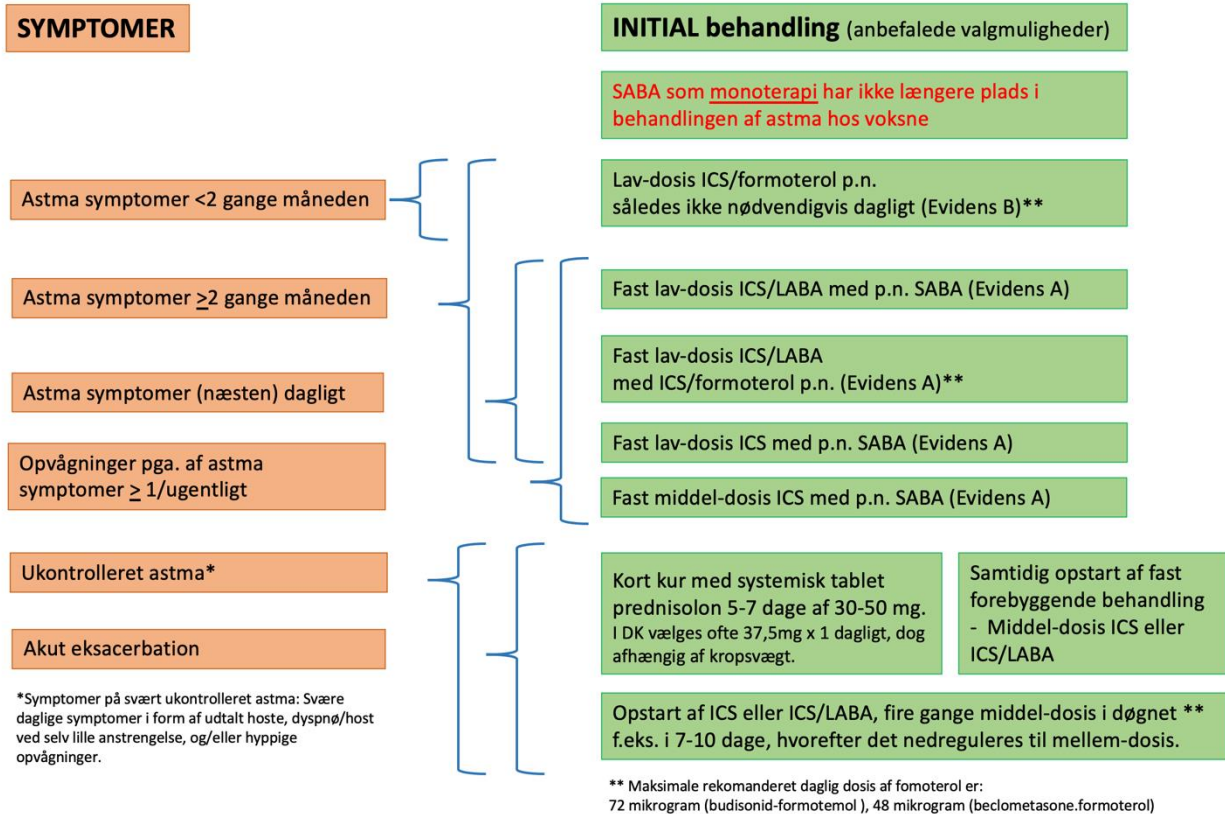 SYMPTOMER
INITIAL behandling (anbefalede valgmuligheder)
SABA som monoterapi har ikke længere plads i
behandlingen af astma hos voksne
Astma symptomer <2 gange måneden
Lav-dosis ICS/formoterol p.n.
således ikke nødvendigvis dagligt (Evidens B)**
Astma symptomer ≥2 gange måneden
Fast lav-dosis ICS/LABA med p.n. SABA (Evidens A)
Fast lav-dosis ICS/LABA
med ICS/formoterol p.n. (Evidens A)**
Astma symptomer (næsten) dagligt
Fast lav-dosis ICS med p.n. SABA (Evidens A)
Opvågninger pga. af astma
symptomer ≥ 1/ugentligt
Fast middel-dosis ICS med p.n. SABA (Evidens A)
Ukontrolleret astma*
Akut eksacerbation
Kort kur med systemisk tablet
prednisolon 5-7 dage af 30-50 mg.
I DK vælges ofte 37,5mg x 1 dagligt, dog
afhængig af kropsvægt.
Samtidig opstart af fast
forebyggende behandling
- Middel-dosis ICS eller
ICS/LABA
*Symptomer på svært ukontrolleret astma: Svære
daglige symptomer i form af udtalt hoste, dyspnø/host
ved selv lille anstrengelse, og/eller hyppige
opvågninger.
Opstart af ICS eller ICS/LABA, fire gange middel-dosis i døgnet **
f.eks. i 7-10 dage, hvorefter det nedreguleres til mellem-dosis.
** Maksimale rekomanderet daglig dosis af fomoterol er:
72 mikrogram (budisonid-formotemol ), 48 mikrogram (beclometasone.formoterol)